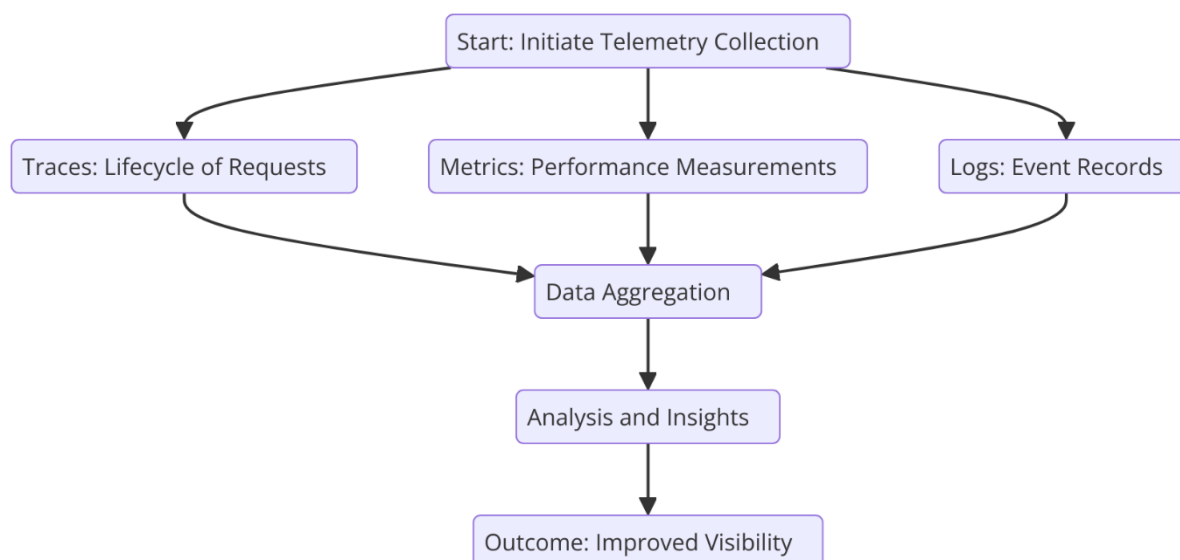 Start: Initiate Telemetry Collection
Traces: Lifecycle of Requests
Metrics: Performance Measurements
Logs: Event Records
Data Aggregation
Analysis and Insights
Outcome: Improved Visibility